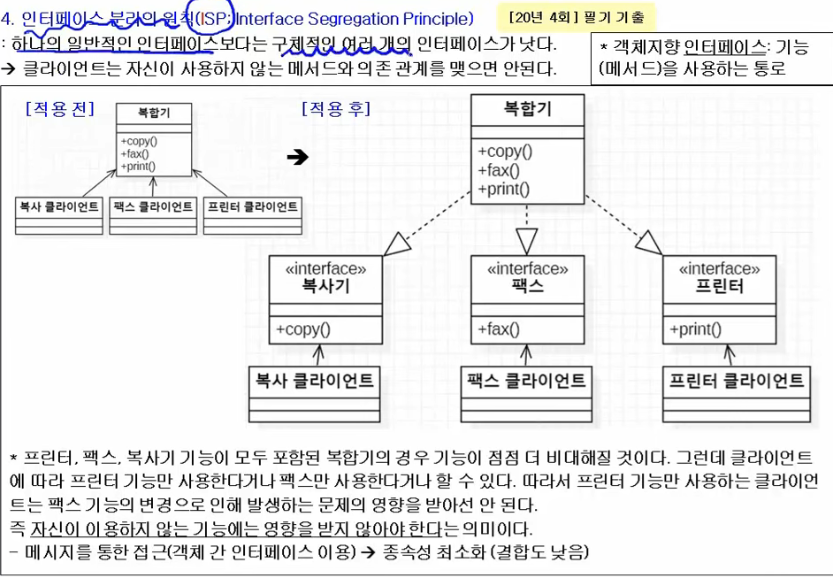 4. 인터페이스 분리의 원칙(ISP; Interface Segregation Principle)
[20년 4회] 필기 기출
: 하나의 일반적인 인터페이스보다는 구체적인 여러 개의 인터페이스가 낫다.
→ 클라이언트는 자신이 사용하지 않는 메서드와 의존 관계를 맺으면 안된다.
* 객체지향 인터페이스: 기능
(메서드)을 사용하는 통로
[적용 전]
복합기
+copy()
+fax()
+print()
복사 클라이언트
팩스 클라이언트
프린터 클라이언트
➔
[적용 후]
복합기
+copy()
+fax()
+print()
«interface»
복사기
+copy()
«interface»
팩스
+fax()
«interface»
프린터
+print()
복사 클라이언트
팩스 클라이언트
프린터 클라이언트
* 프린터, 팩스, 복사기 기능이 모두 포함된 복합기의 경우 기능이 점점 더 비대해질 것이다. 그런데 클라이언트
에 따라 프린터 기능만 사용한다거나 팩스만 사용한다거나 할 수 있다. 따라서 프린터 기능만 사용하는 클라이언
트는 팩스 기능의 변경으로 인해 발생하는 문제의 영향을 받아선 안 된다.
즉 자신이 이용하지 않는 기능에는 영향을 받지 않아야 한다는 의미이다.
- 메시지를 통한 접근(객체 간 인터페이스 이용) → 종속성 최소화 (결합도 낮음)